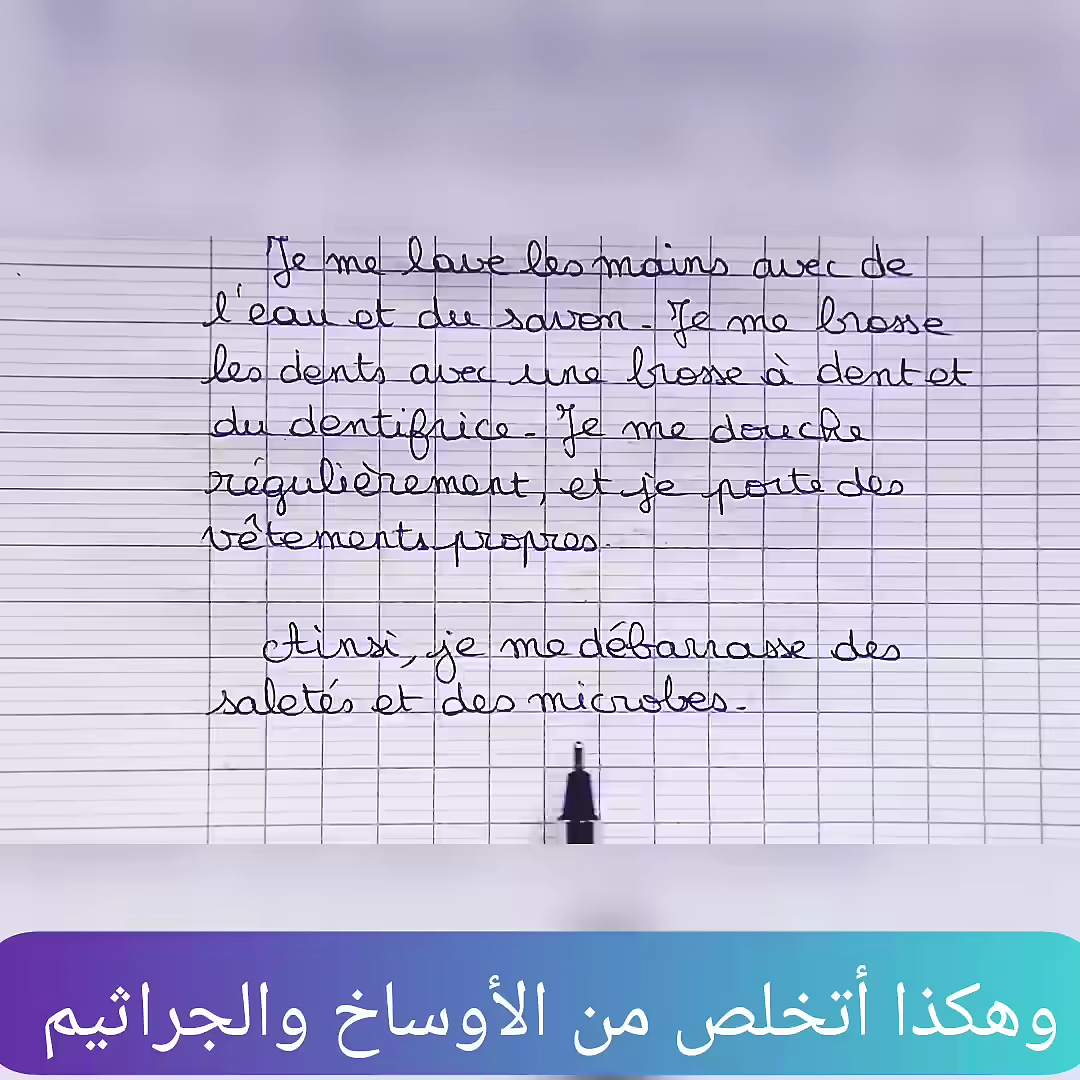 Je me lave les mains avec de
l'eau et du savon. Je me brosse
les dents avec une brosse à dent et
du dentifrice. Je me douche
régulièrement, et je porte des
vêtements propres.
Ainsi, je me débarrasse des
saletés et des microbes.
وهكذا أتخلص من الأوساخ والجراثيم